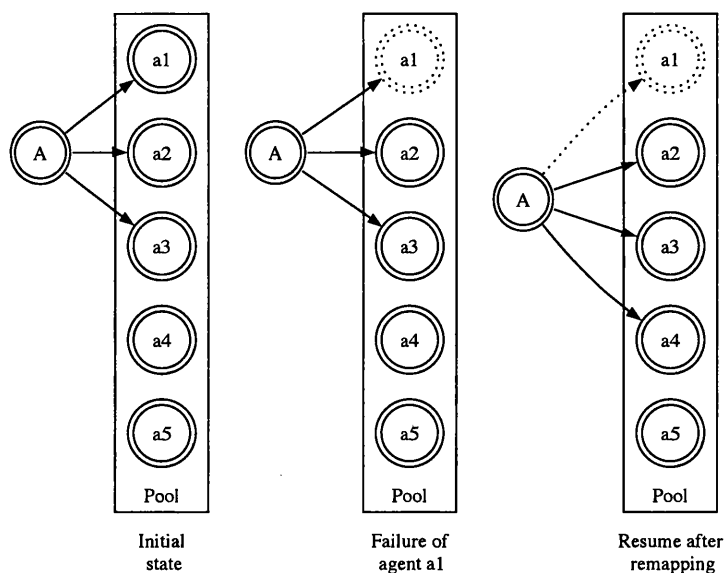 a1
A
a2
a3
a4
a5
Pool
Initial
state
a1
A
a2
a3
a4
a5
Pool
Failure of
agent a1
a1
a2
A
a3
a4
a5
Pool
Resume after
remapping